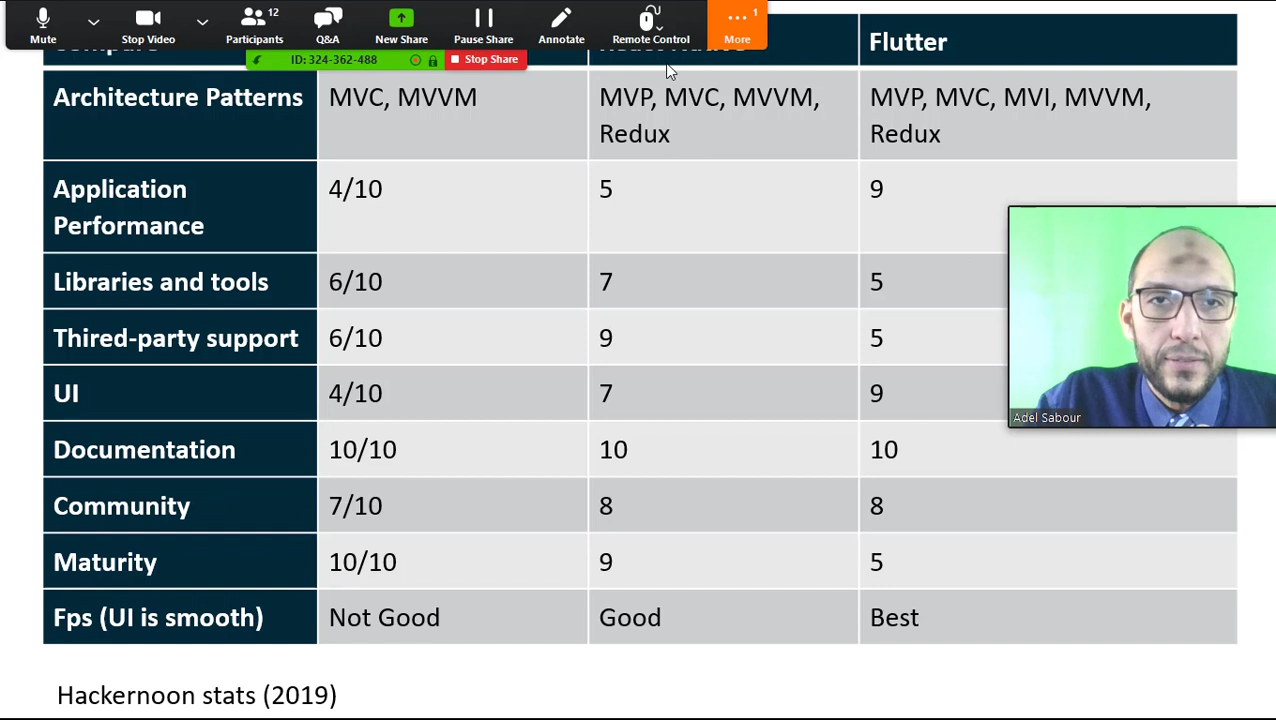 12
1
Mute
Stop Video
Participants
Q&A
New Share
Pause Share
Annotate
Remote Control
More
ID: 324-362-488
Stop Share
Compare React Native Flutter
Architecture Patterns MVC, MVVM MVP, MVC, MVVM, MVP, MVC, MVI, MVVM,
Redux Redux
Application 4/10 5 9
Performance
Libraries and tools 6/10 7 5
Thired-party support 6/10 9 5
UI 4/10 7 9
Adel Sabour
Documentation 10/10 10 10
Community 7/10 8 8
Maturity 10/10 9 5
Fps (UI is smooth) Not Good Good Best
Hackernoon stats (2019)